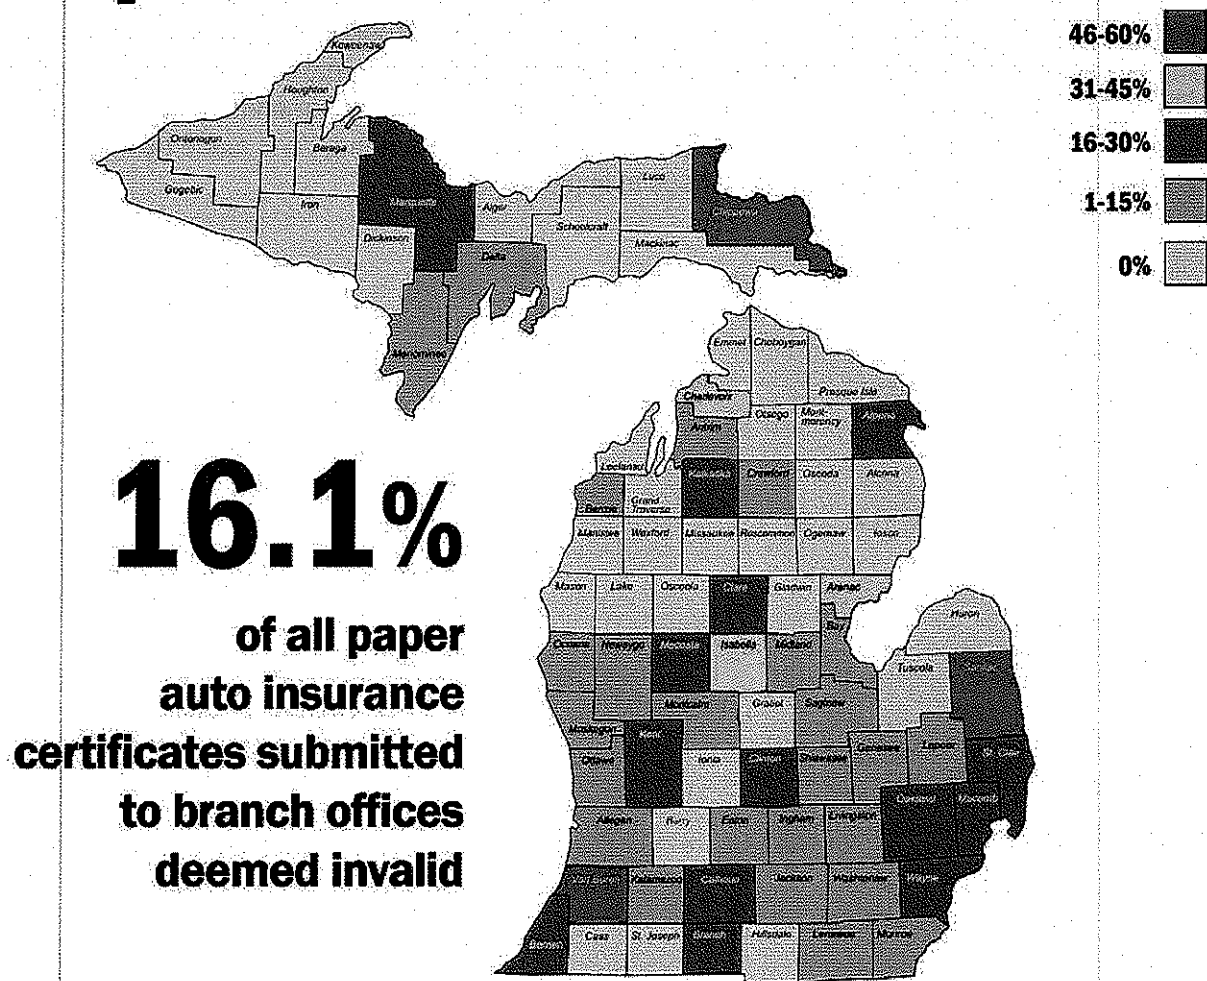 46-60%
31-45%
16-30%
1-15%
0%
Keweenaw
Houghton
Ontonagon
Baraga
Gogebic
Iron
Marquette
Dickinson
Alger
Luce
Chippewa
Schoolcraft
Mackinac
Delta
Menominee
Emmet Cheboygan
Presque Isle
Charlevoix
Antrim Otsego Mont-
morency
Alpena
Leelanau
Kalkaska Crawford Oscoda Alcona
Benzie Grand
Traverse
Manistee Wexford Missaukee Roscommon Ogemaw Iosco
Mason Lake Osceola Clare Gladwin Arenac
Huron
Bay
Oceana Newaygo Mecosta Isabella Midland
Tuscola
Montcalm Gratiot Saginaw
Muskegon Kent
Ottawa Ionia Clinton Shiawassee Genesee Lapeer
Oakland Macomb
Allegan Barry Eaton Ingham Livingston
Van Buren Kalamazoo Calhoun Jackson Washtenaw Wayne
Berrien Cass St. Joseph Branch Hillsdale Lenawee Monroe
16.1%
of all paper
auto insurance
certificates submitted
to branch offices
deemed invalid